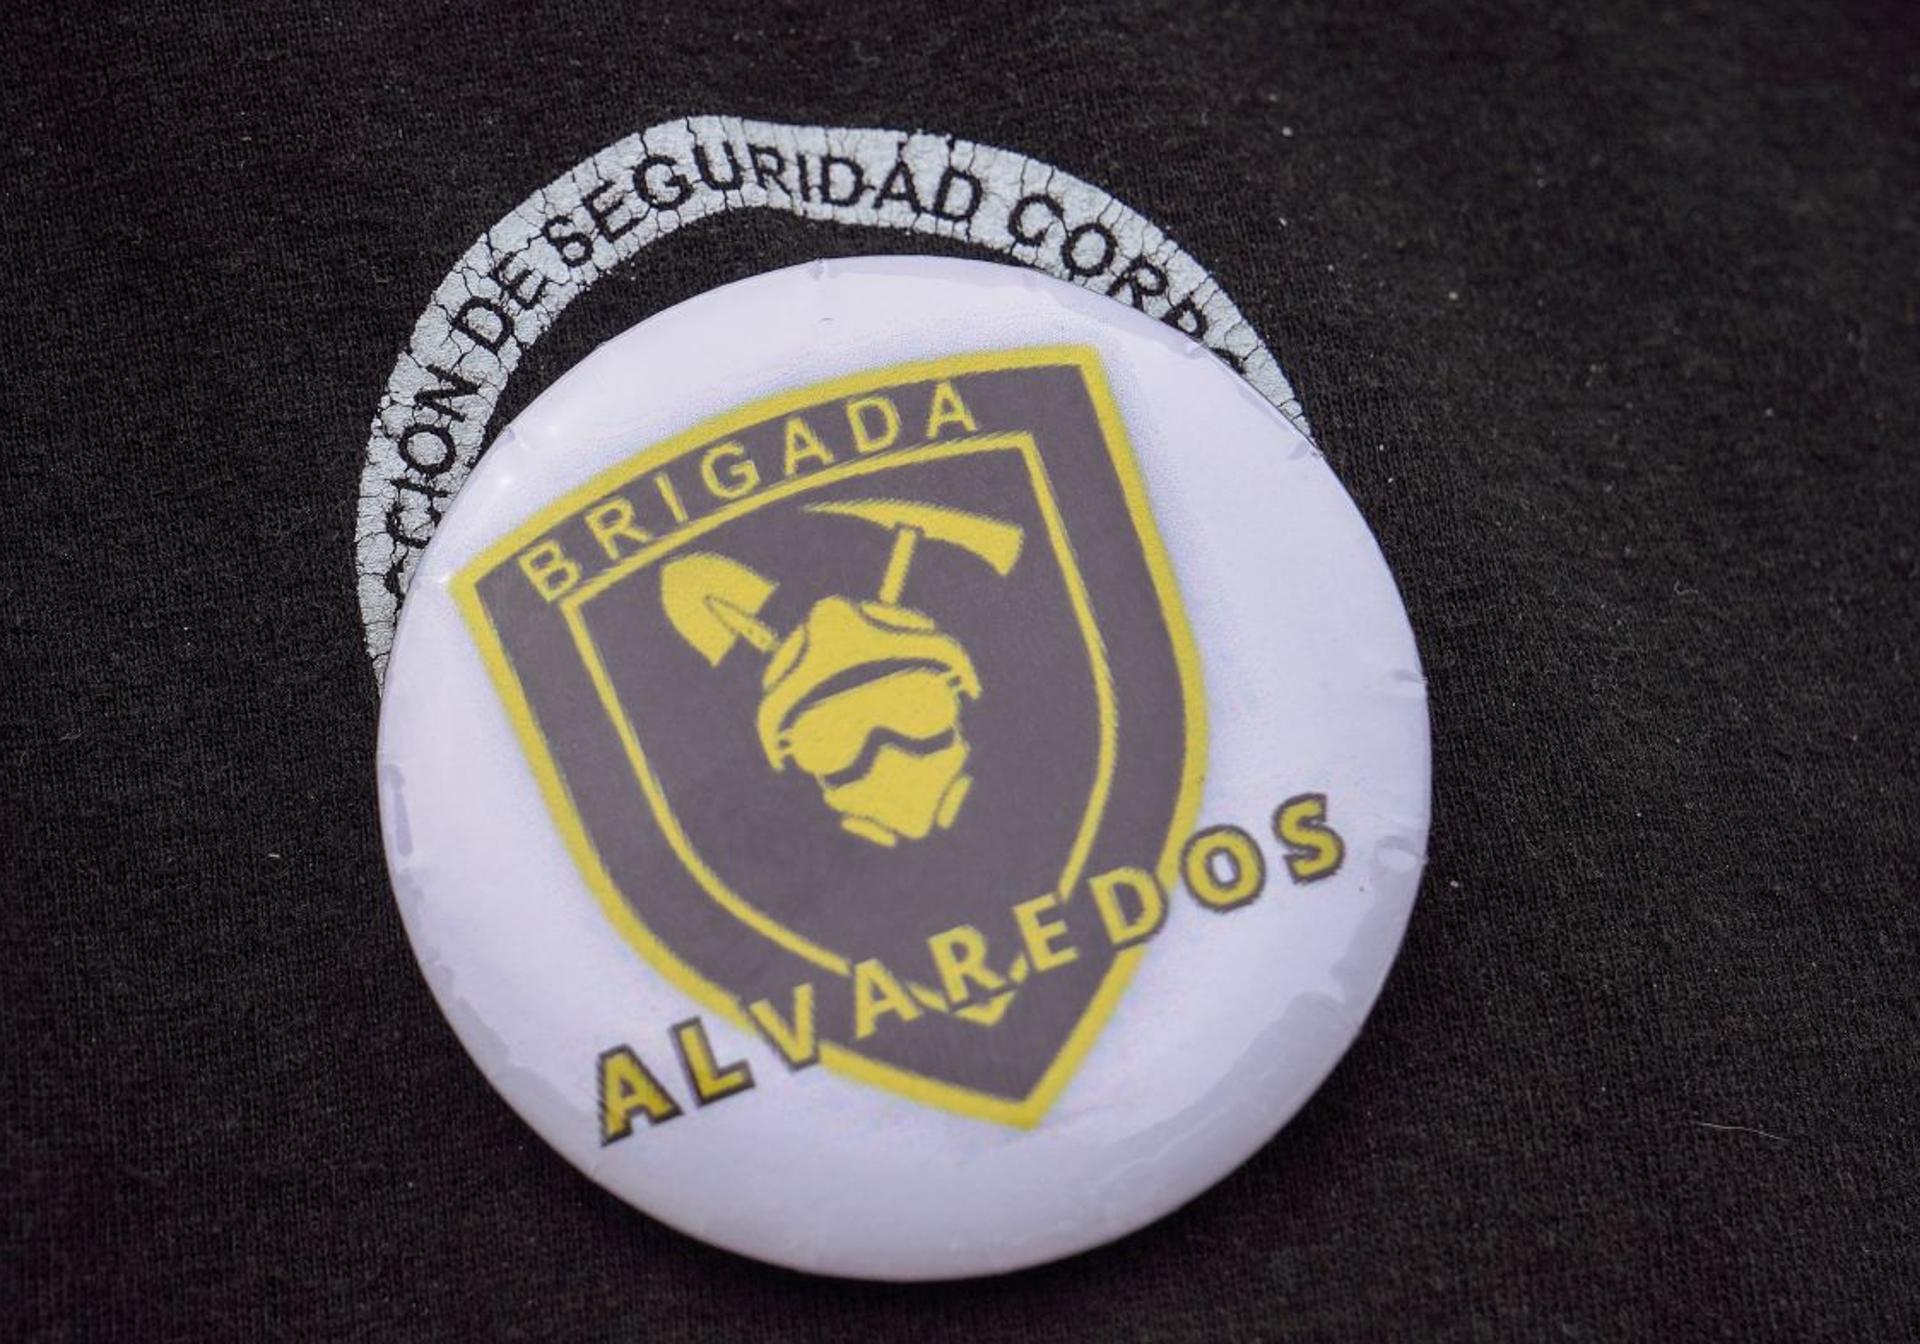 CION DE SEGURIDAD CORP
BRIGADA
ALVAREDOS